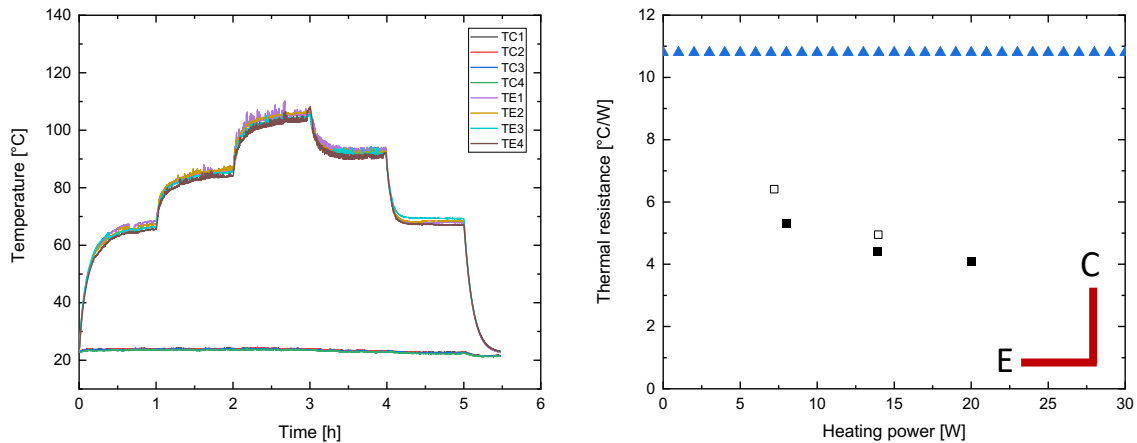 140
120
100
80
60
40
20
Temperature [°C]
0
1
2
3
4
5
6
Time [h]
TC1
TC2
TC3
TC4
TE1
TE2
TE3
TE4
12
10
8
6
4
2
0
Thermal resistance [°C/W]
0
5
10
15
20
25
30
Heating power [W]
C
E